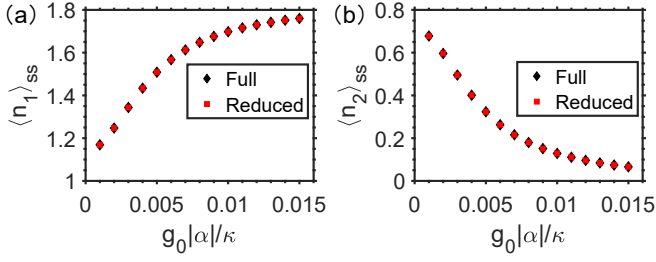 (a)
⟨n₁⟩ss
1.8
1.6
1.4
1.2
1
Full
Reduced
0
0.005
0.01
0.015
g₀|α|/κ
(b)
⟨n₂⟩ss
0.8
0.6
0.4
0.2
0
Full
Reduced
0
0.005
0.01
0.015
g₀|α|/κ